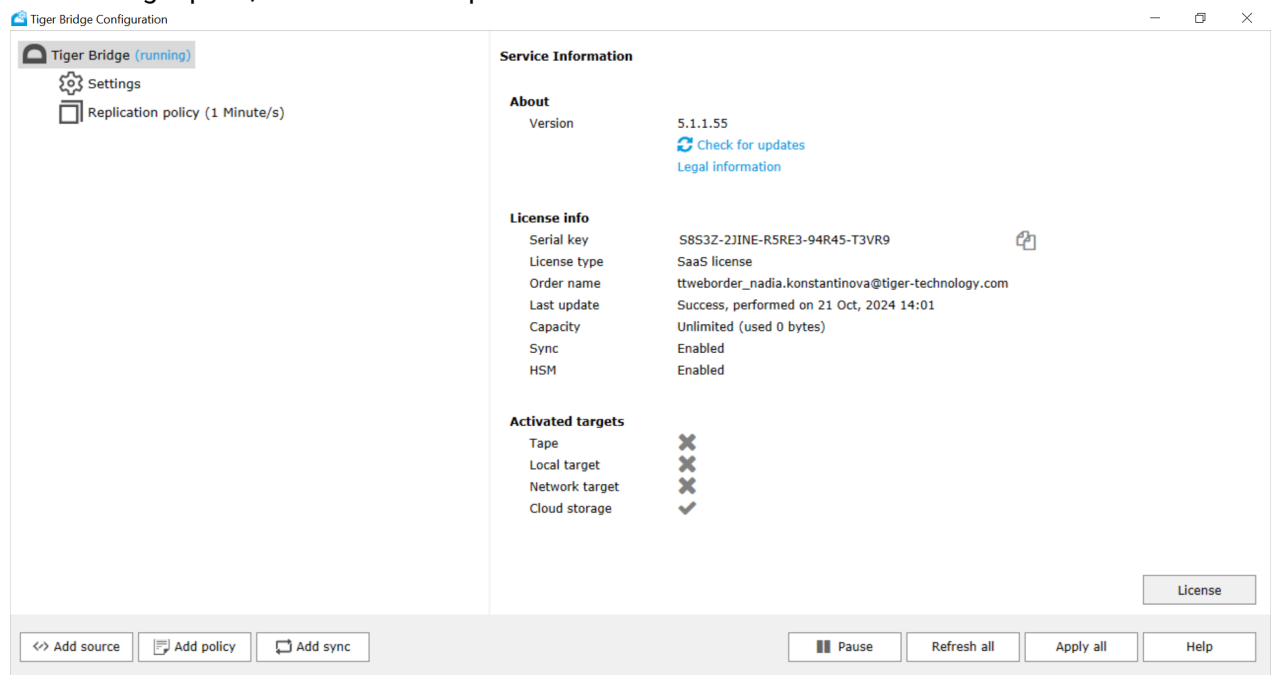 Tiger Bridge Configuration
Tiger Bridge (running)
Settings
Replication policy (1 Minute/s)
Service Information
About
Version 5.1.1.55
Check for updates
Legal information
License info
Serial key S8S3Z-2JINE-R5RE3-94R45-T3VR9
License type SaaS license
Order name ttweborder_nadia.konstantinova@tiger-technology.com
Last update Success, performed on 21 Oct, 2024 14:01
Capacity Unlimited (used 0 bytes)
Sync Enabled
HSM Enabled
Activated targets
Tape
Local target
Network target
Cloud storage
License
Add source Add policy Add sync Pause Refresh all Apply all Help